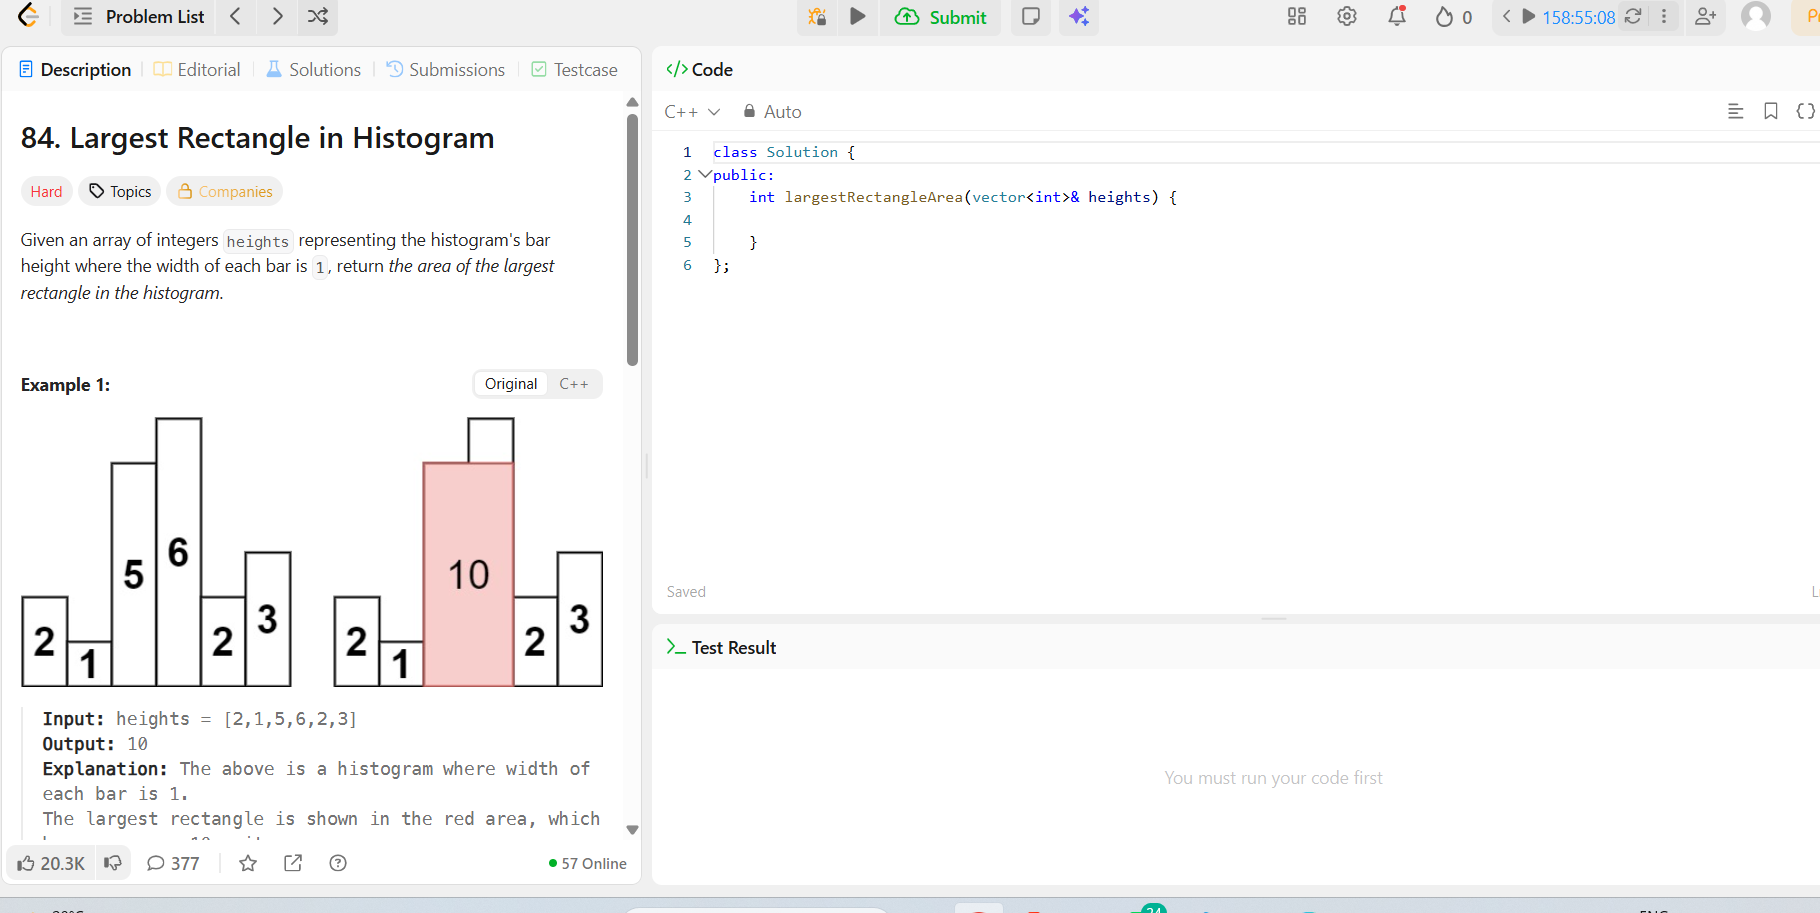 Problem List
Submit
0
158:55:08
Description
Editorial
Solutions
Submissions
Testcase
84. Largest Rectangle in Histogram
Hard
Topics
Companies
Given an array of integers heights representing the histogram's bar
height where the width of each bar is 1, return the area of the largest
rectangle in the histogram.
Example 1:
Original
C++
2 1 5 6 2 3
2 1 10 2 3
Input: heights = [2,1,5,6,2,3]
Output: 10
Explanation: The above is a histogram where width of
each bar is 1.
The largest rectangle is shown in the red area, which
20.3K
377
57 Online
</> Code
C++
Auto
1 class Solution {
2 public:
3 int largestRectangleArea(vector<int>& heights) {
4
5 }
6 };
Saved
Test Result
You must run your code first
24